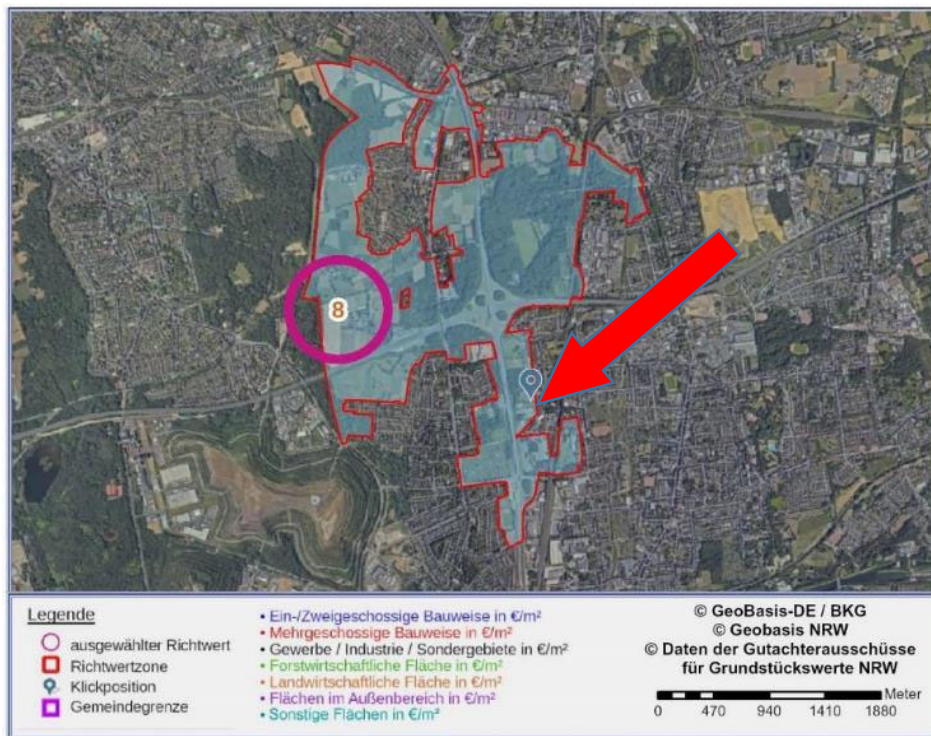 8
Legende
ausgewählter Richtwert
Richtwertzone
Klickposition
Gemeindegrenze
• Ein-/Zweigeschossige Bauweise in €/m²
• Mehrgeschossige Bauweise in €/m²
• Gewerbe / Industrie / Sondergebiete in €/m²
• Forstwirtschaftliche Fläche in €/m²
• Landwirtschaftliche Fläche in €/m²
• Flächen im Außenbereich in €/m²
• Sonstige Flächen in €/m²
© GeoBasis-DE / BKG
© Geobasis NRW
© Daten der Gutachterausschüsse
für Grundstückswerte NRW
Meter
0 470 940 1410 1880